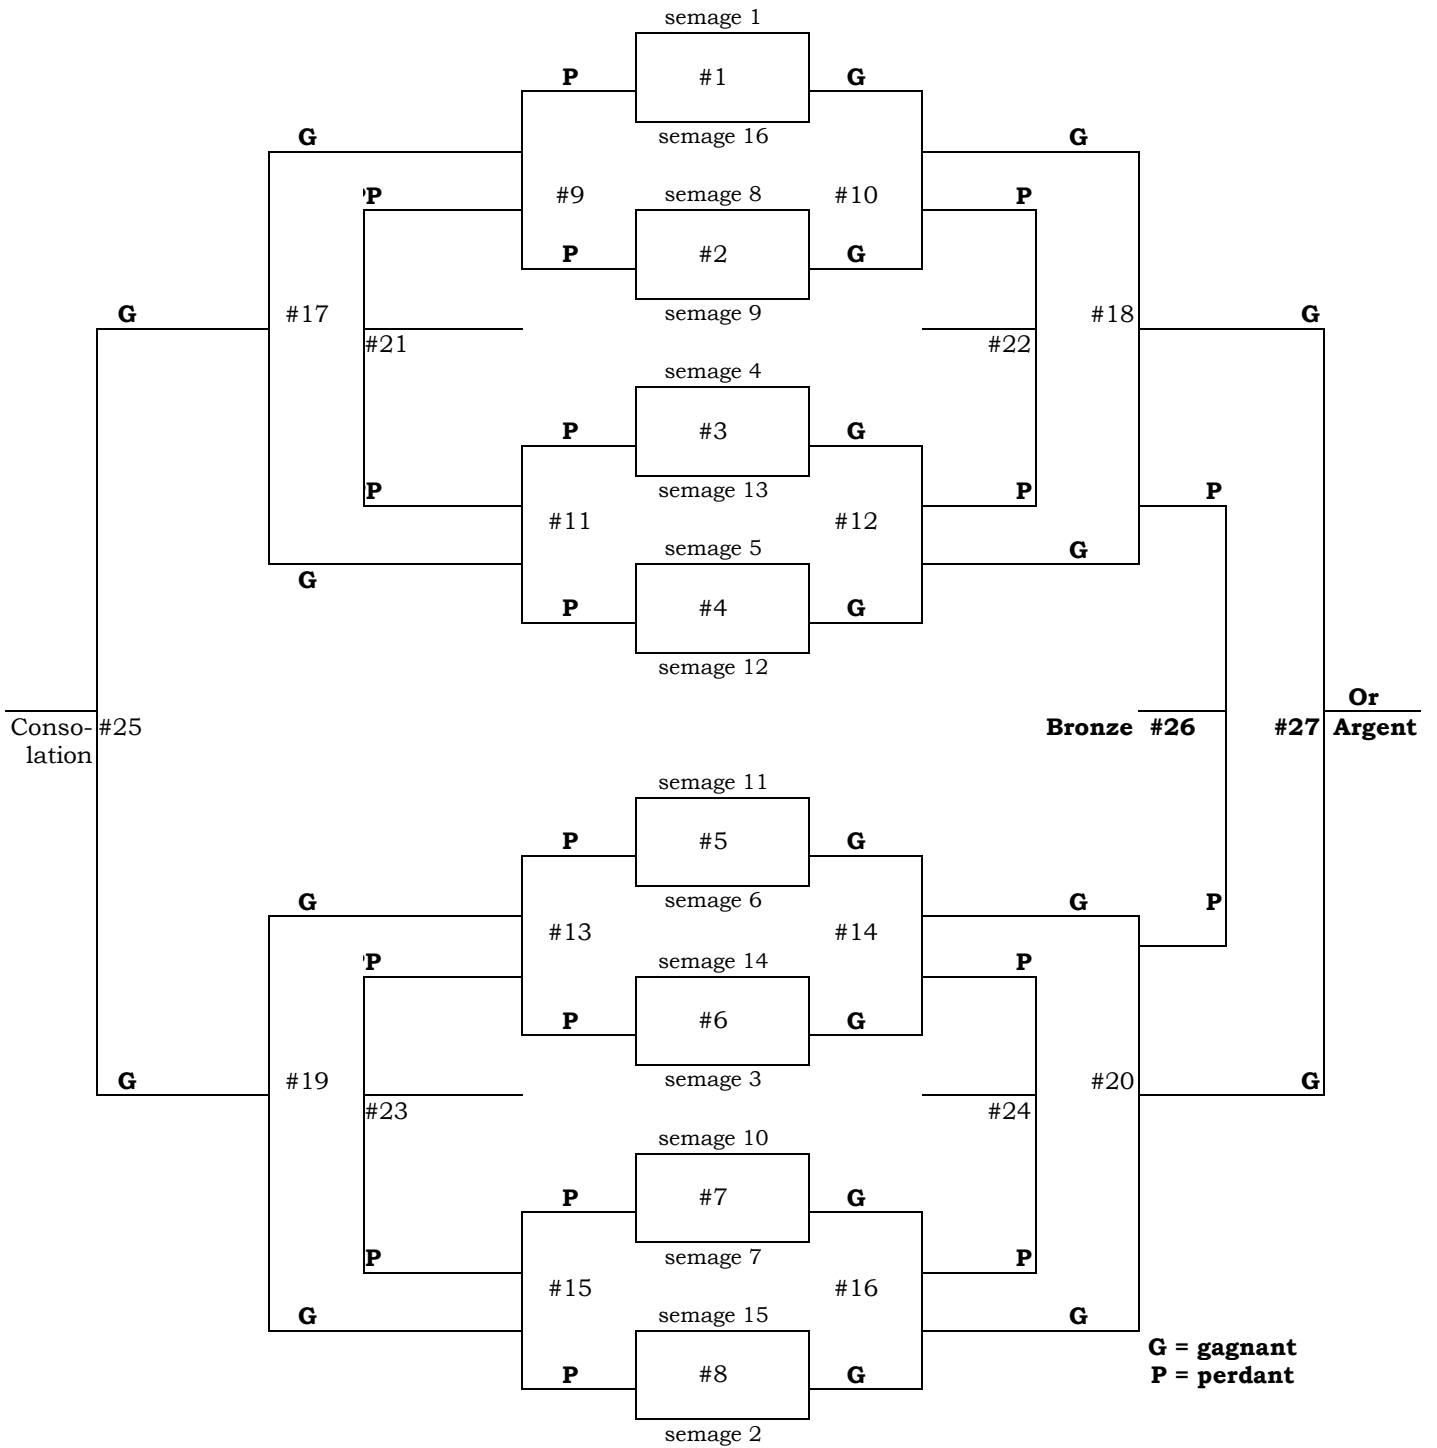 semage 1
P #1 G
semage 16
G G
P #9 semage 8 #10 P
P #2 G
G #17 semage 9 #18 G
#21 #22
semage 4
P #3 G
P semage 13 P P
#11 #12
semage 5 G
G
P #4 G
semage 12
Or
Conso- #25 Bronze #26 #27 Argent
lation
semage 11
P #5 G
G semage 6 G P
#13 #14
P semage 14 P
P #6 G
G #19 semage 3 #20 G
#23 #24
semage 10
P #7 G
P semage 7 P
#15 #16
G semage 15 G
G = gagnant
P #8 G P = perdant
semage 2